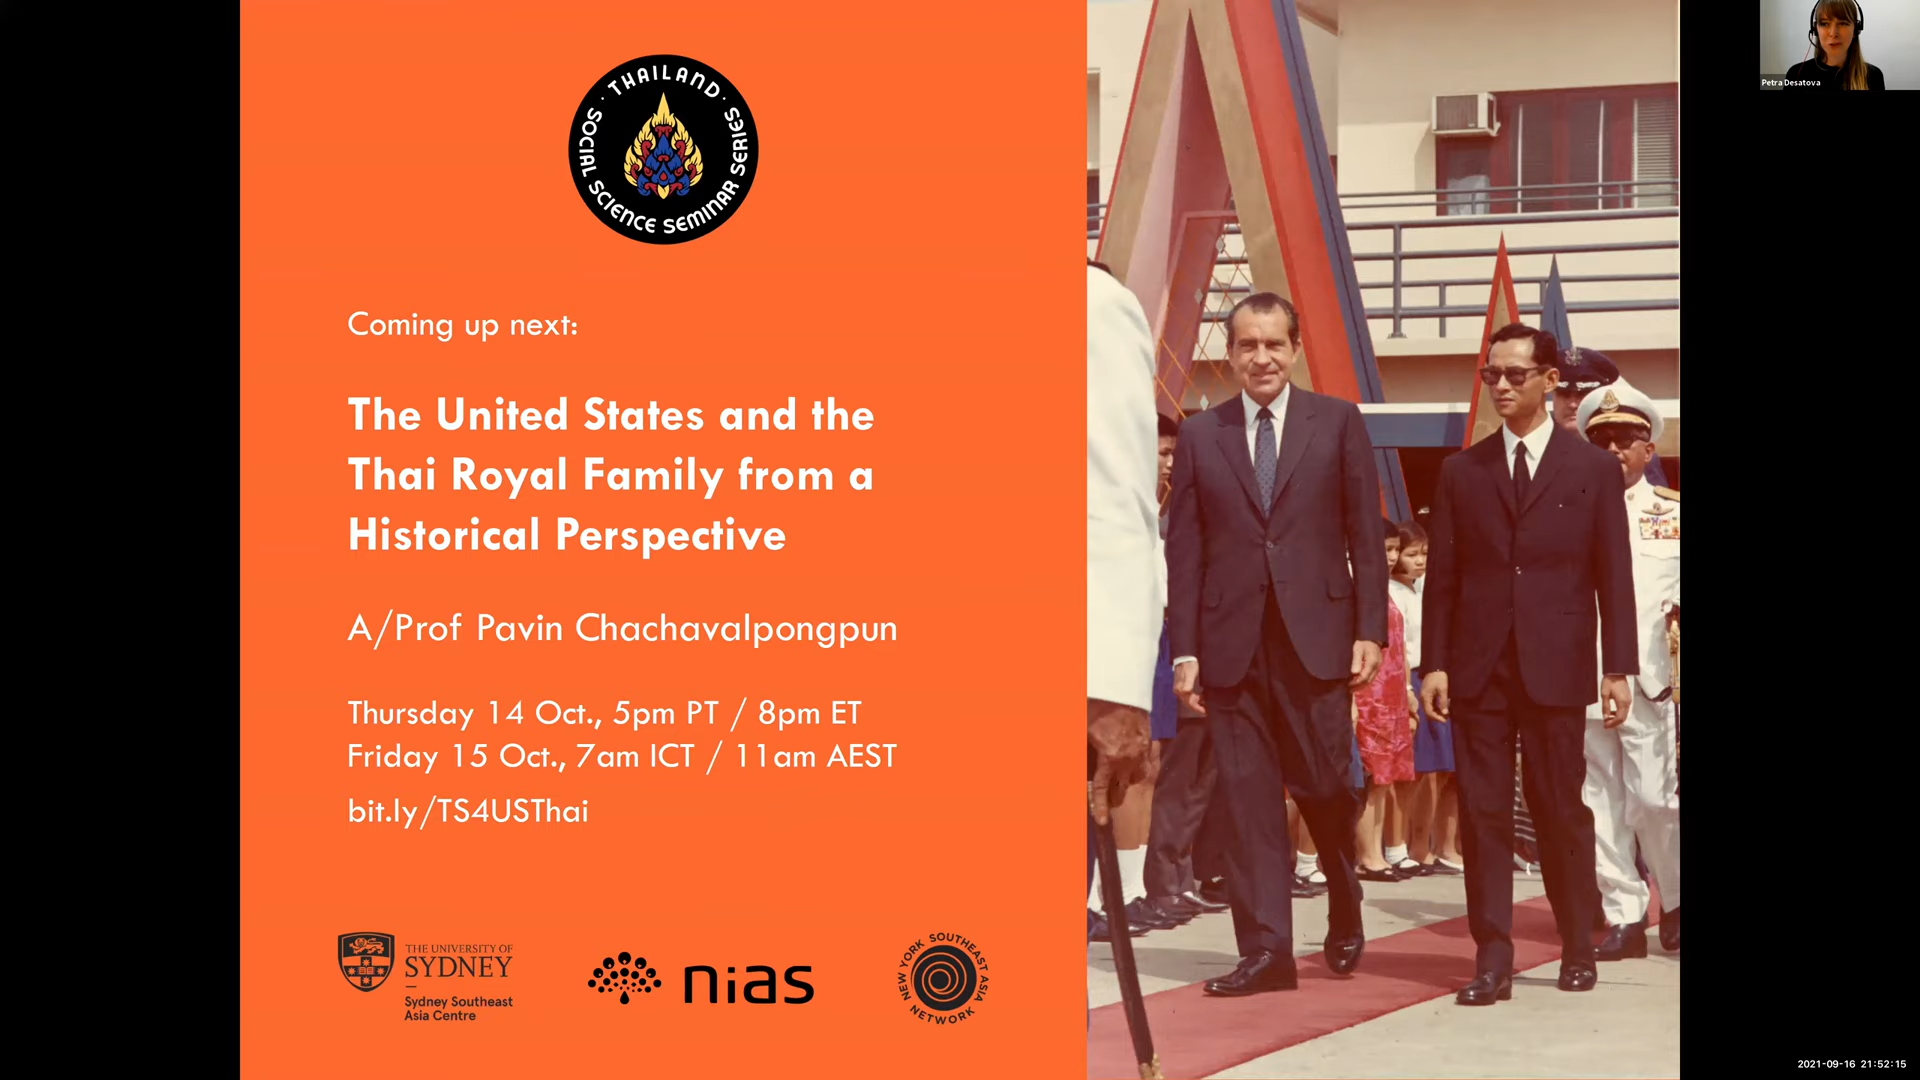 · THAILAND ·
SOCIAL SCIENCE SEMINAR SERIES
Coming up next:
The United States and the
Thai Royal Family from a
Historical Perspective
A/Prof Pavin Chachavalpongpun
Thursday 14 Oct., 5pm PT / 8pm ET
Friday 15 Oct., 7am ICT / 11am AEST
bit.ly/TS4USThai
THE UNIVERSITY OF
SYDNEY
Sydney Southeast
Asia Centre
nias
NEW YORK SOUTHEAST ASIA NETWORK
Petra Desatova
2021-09-16 21:52:15